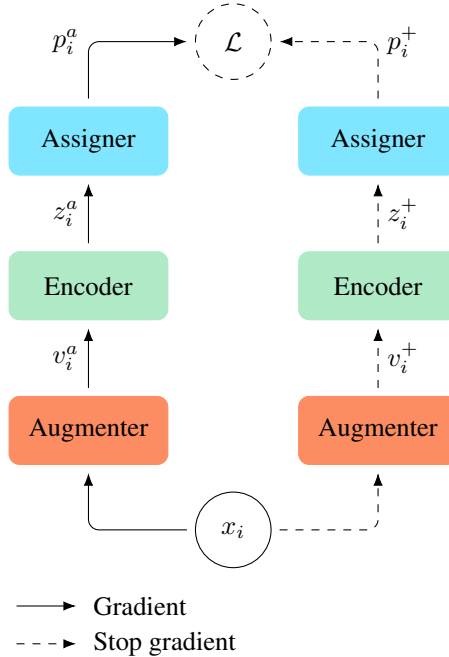 p_i^a ℒ p_i^+
Assigner Assigner
z_i^a z_i^+
Encoder Encoder
v_i^a v_i^+
Augmenter Augmenter
x_i
Gradient
Stop gradient